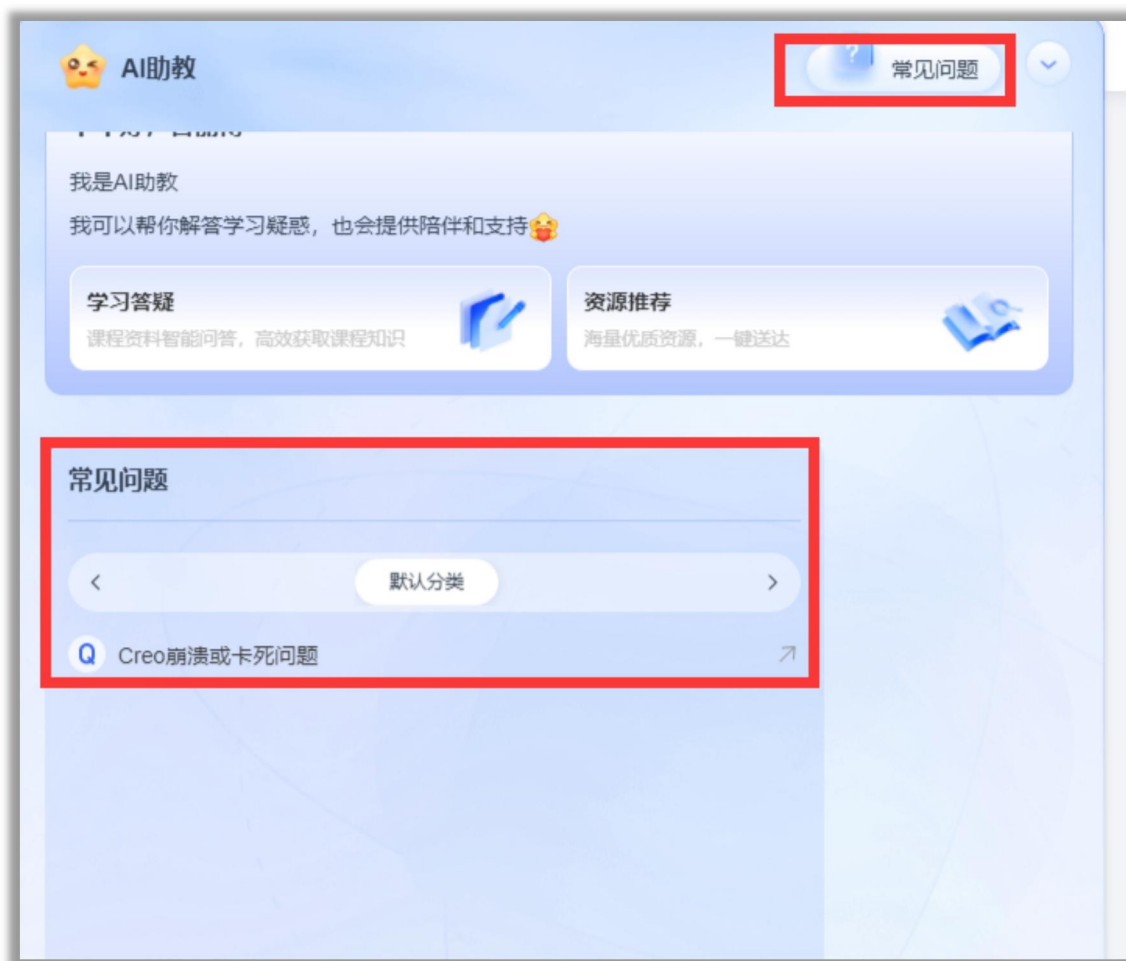 AI助教
常见问题
我是AI助教
我可以帮你解答学习疑惑，也会提供陪伴和支持
学习答疑
课程资料智能问答，高效获取课程知识
资源推荐
海量优质资源，一键送达
常见问题
默认分类
Q Creo崩溃或卡死问题